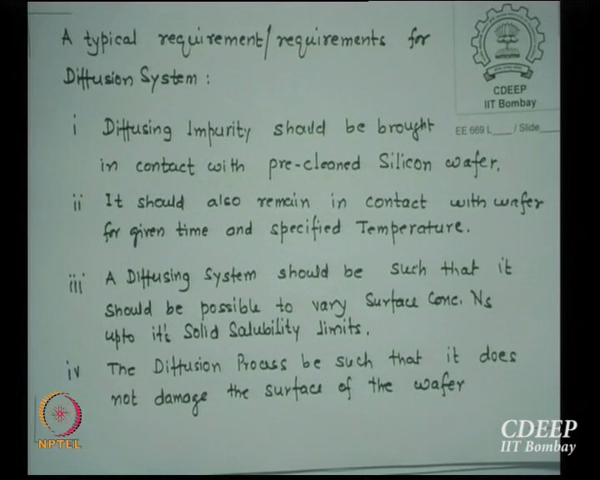 A typical requirement/requirements for
Diffusion System :
CDEEP
IIT Bombay
EE 669 L___ / Slide___
i Diffusing Impurity should be brought
in contact with pre-cleaned Silicon wafer.
ii It should also remain in contact with wafer
for given time and specified Temperature.
iii A Diffusing System should be such that it
should be possible to vary Surface Conc. Ns
upto it's Solid Salubility limits.
iv The Diffusion Process be such that it does
not damage the surface of the wafer
NPTEL
CDEEP
IIT Bombay